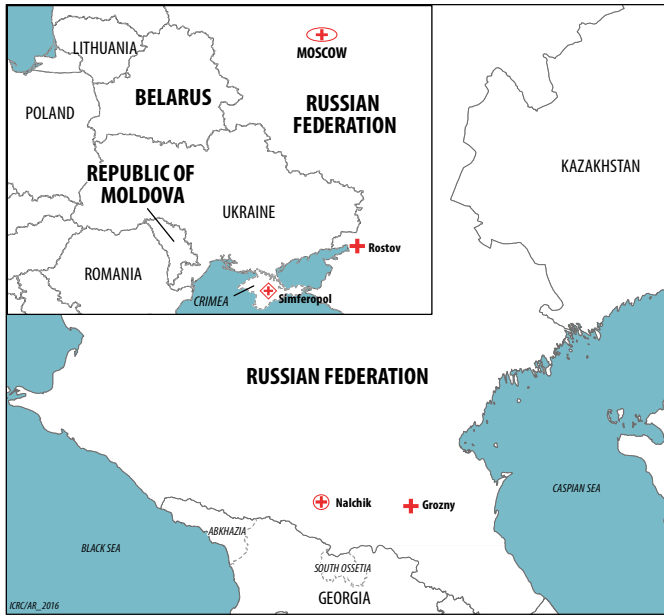 MOSCOW
LITHUANIA
BELARUS
RUSSIAN
FEDERATION
POLAND
KAZAKHSTAN
REPUBLIC OF
MOLDOVA
UKRAINE
Rostov
ROMANIA
CRIMEA
Simferopol
RUSSIAN FEDERATION
Nalchik
Grozny
CASPIAN SEA
ABKHAZIA
BLACK SEA
SOUTH OSSETIA
GEORGIA
ICRC/AR_2016